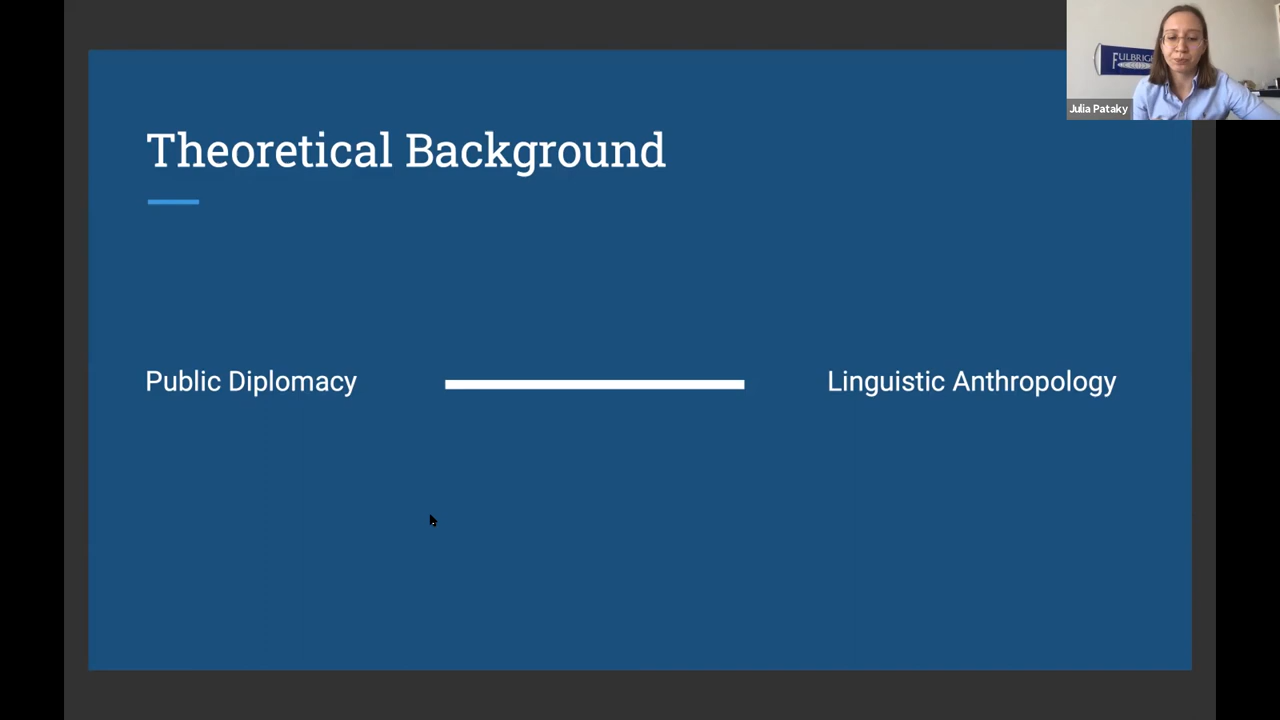 Theoretical Background
Public Diplomacy
Linguistic Anthropology
Julia Pataky